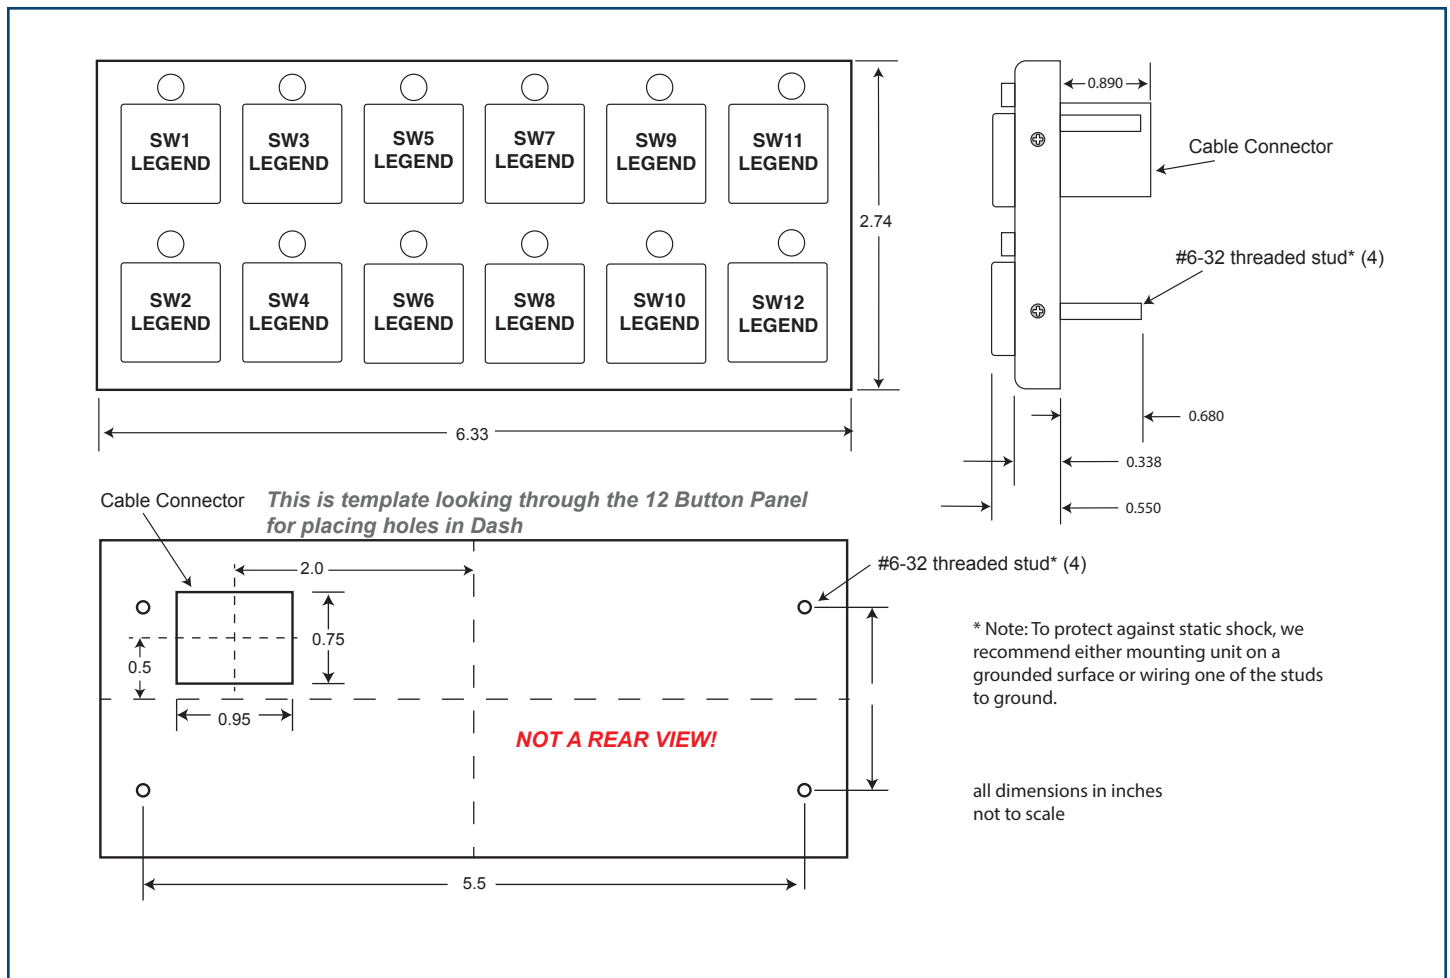 SW1
LEGEND
SW3
LEGEND
SW5
LEGEND
SW7
LEGEND
SW9
LEGEND
SW11
LEGEND
SW2
LEGEND
SW4
LEGEND
SW6
LEGEND
SW8
LEGEND
SW10
LEGEND
SW12
LEGEND
2.74
6.33
0.890
Cable Connector
#6-32 threaded stud* (4)
0.680
0.338
0.550
Cable Connector
This is template looking through the 12 Button Panel
for placing holes in Dash
2.0
0.75
0.5
0.95
NOT A REAR VIEW!
5.5
#6-32 threaded stud* (4)
* Note: To protect against static shock, we
recommend either mounting unit on a
grounded surface or wiring one of the studs
to ground.
all dimensions in inches
not to scale